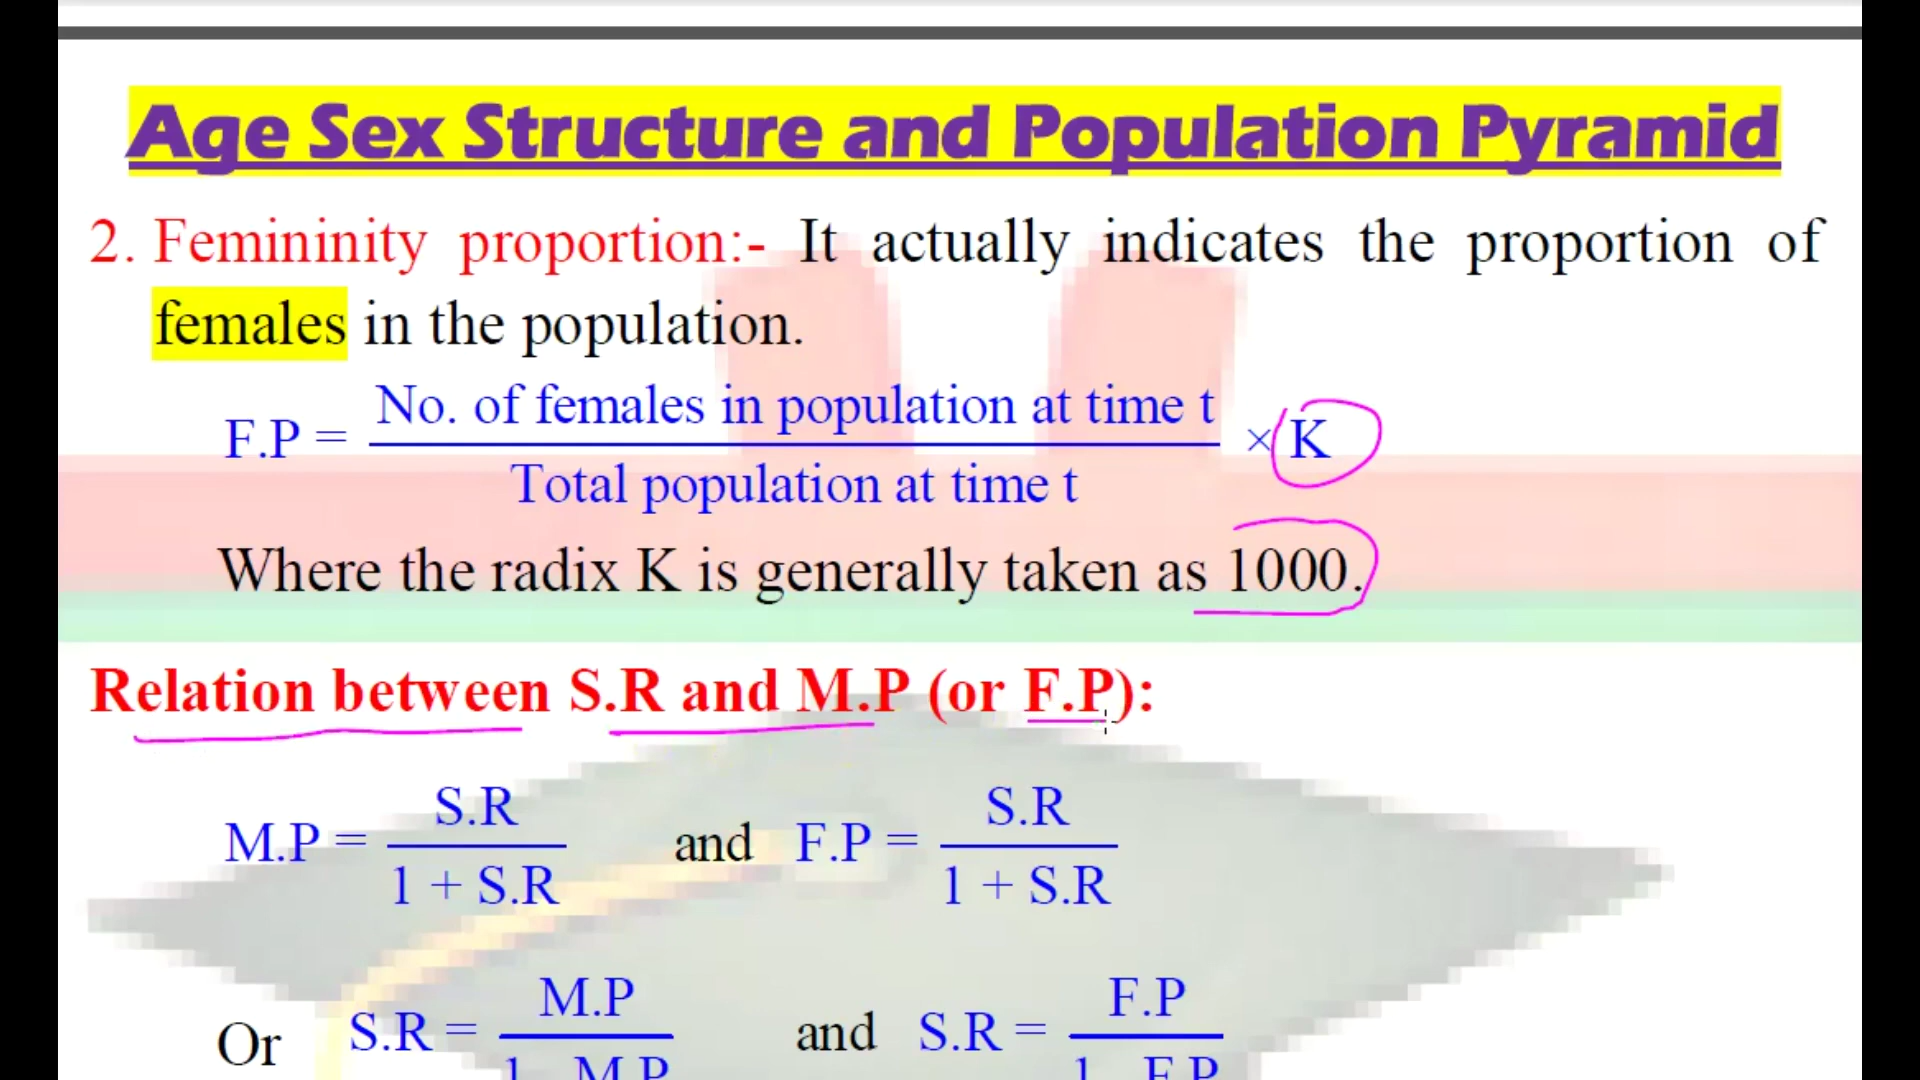 Age Sex Structure and Population Pyramid
2. Femininity proportion:- It actually indicates the proportion of
females in the population.
F.P = No. of females in population at time t / Total population at time t × K
Where the radix K is generally taken as 1000.
Relation between S.R and M.P (or F.P):
M.P = S.R / 1 + S.R and F.P = S.R / 1 + S.R
Or S.R = M.P / 1 - M.P and S.R = F.P / 1 - F.P